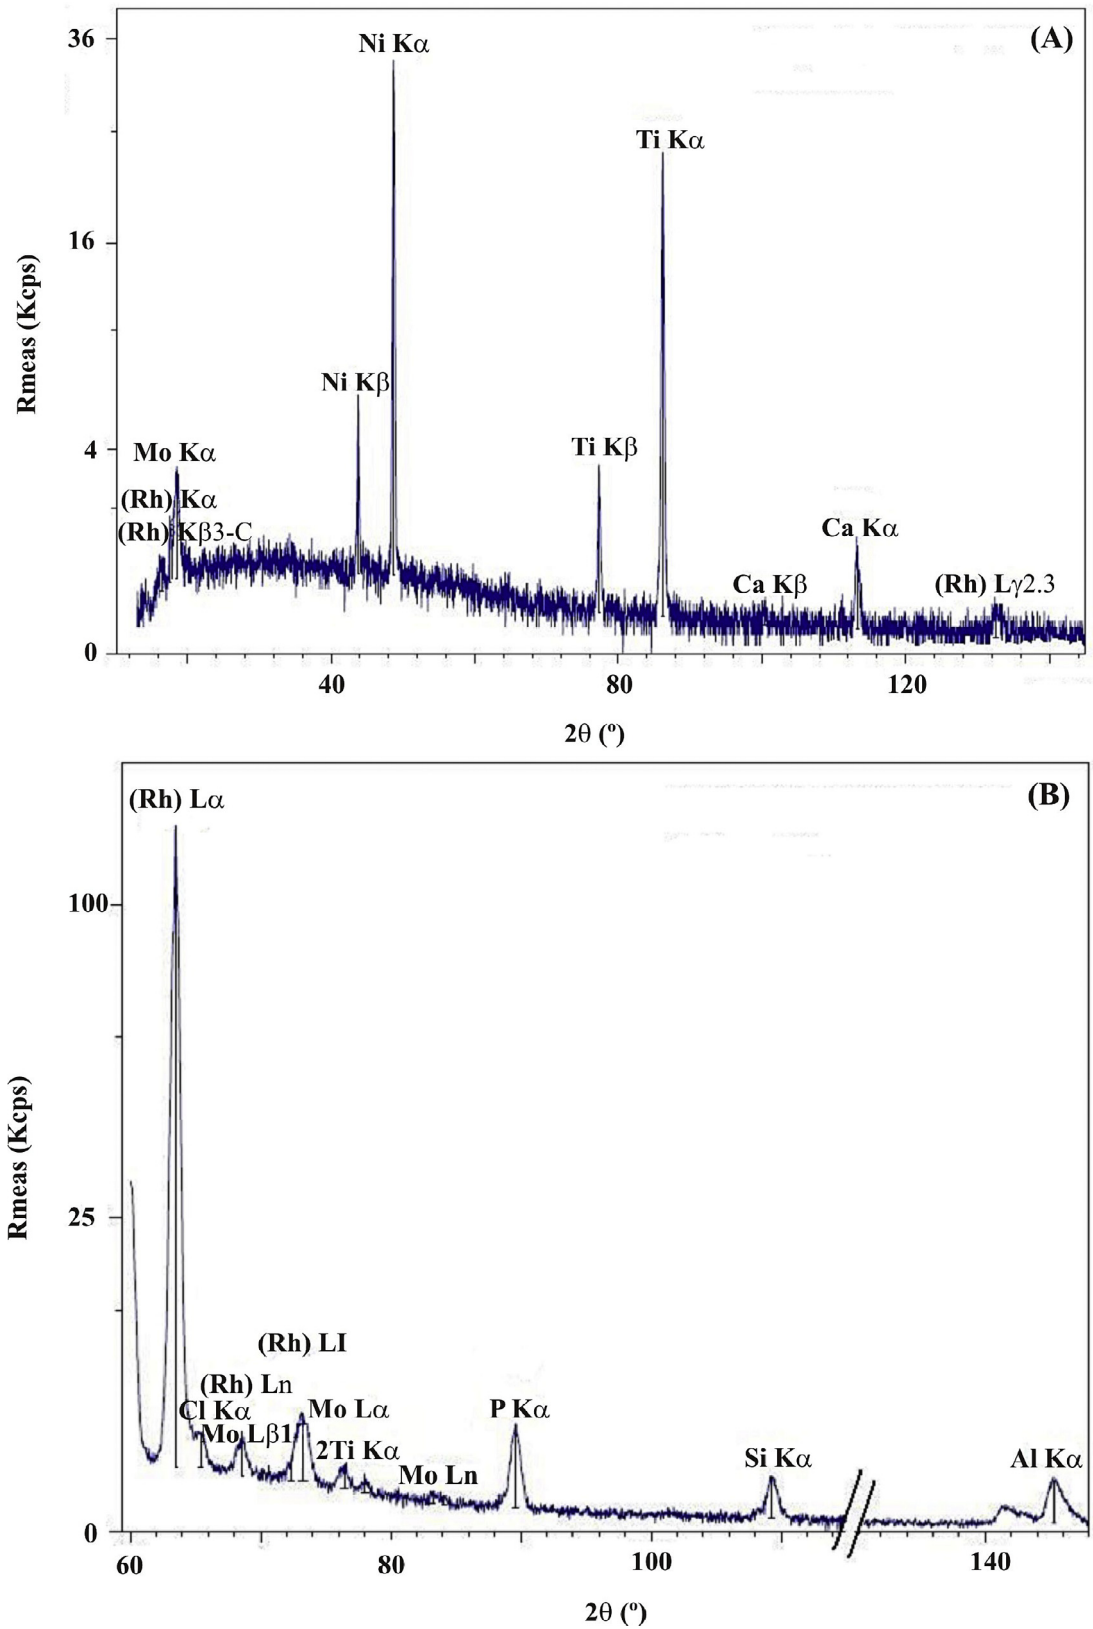 (A)
36
Ni Kα
Ti Kα
16
Rmeas (Kcps)
Ni Kβ
4
Mo Kα
Ti Kβ
(Rh) Kα
Ca Kα
(Rh) Kβ3-C
Ca Kβ
(Rh) Lγ2.3
0
40
80
120
2θ (º)
(B)
(Rh) Lα
100
Rmeas (Kcps)
25
(Rh) LI
(Rh) Ln
Cl Kα
Mo Lα
P Kα
Mo Lβ1
2Ti Kα
Mo Ln
Si Kα
Al Kα
0
60
80
100
140
2θ (º)